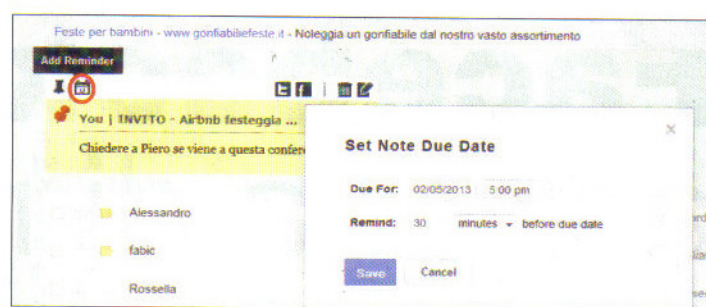 Feste per bambini - www.gonfiabiliefeste.it - Noleggia un gonfiabile dal nostro vasto assortimento
Add Reminder
You | INVITO - Airbnb festeggia ...
Chiedere a Piero se viene a questa confer
Alessandro
fabic
Rossella
Set Note Due Date
Due For: 02/05/2013 5:00 pm
Remind: 30 minutes before due date
Save Cancel